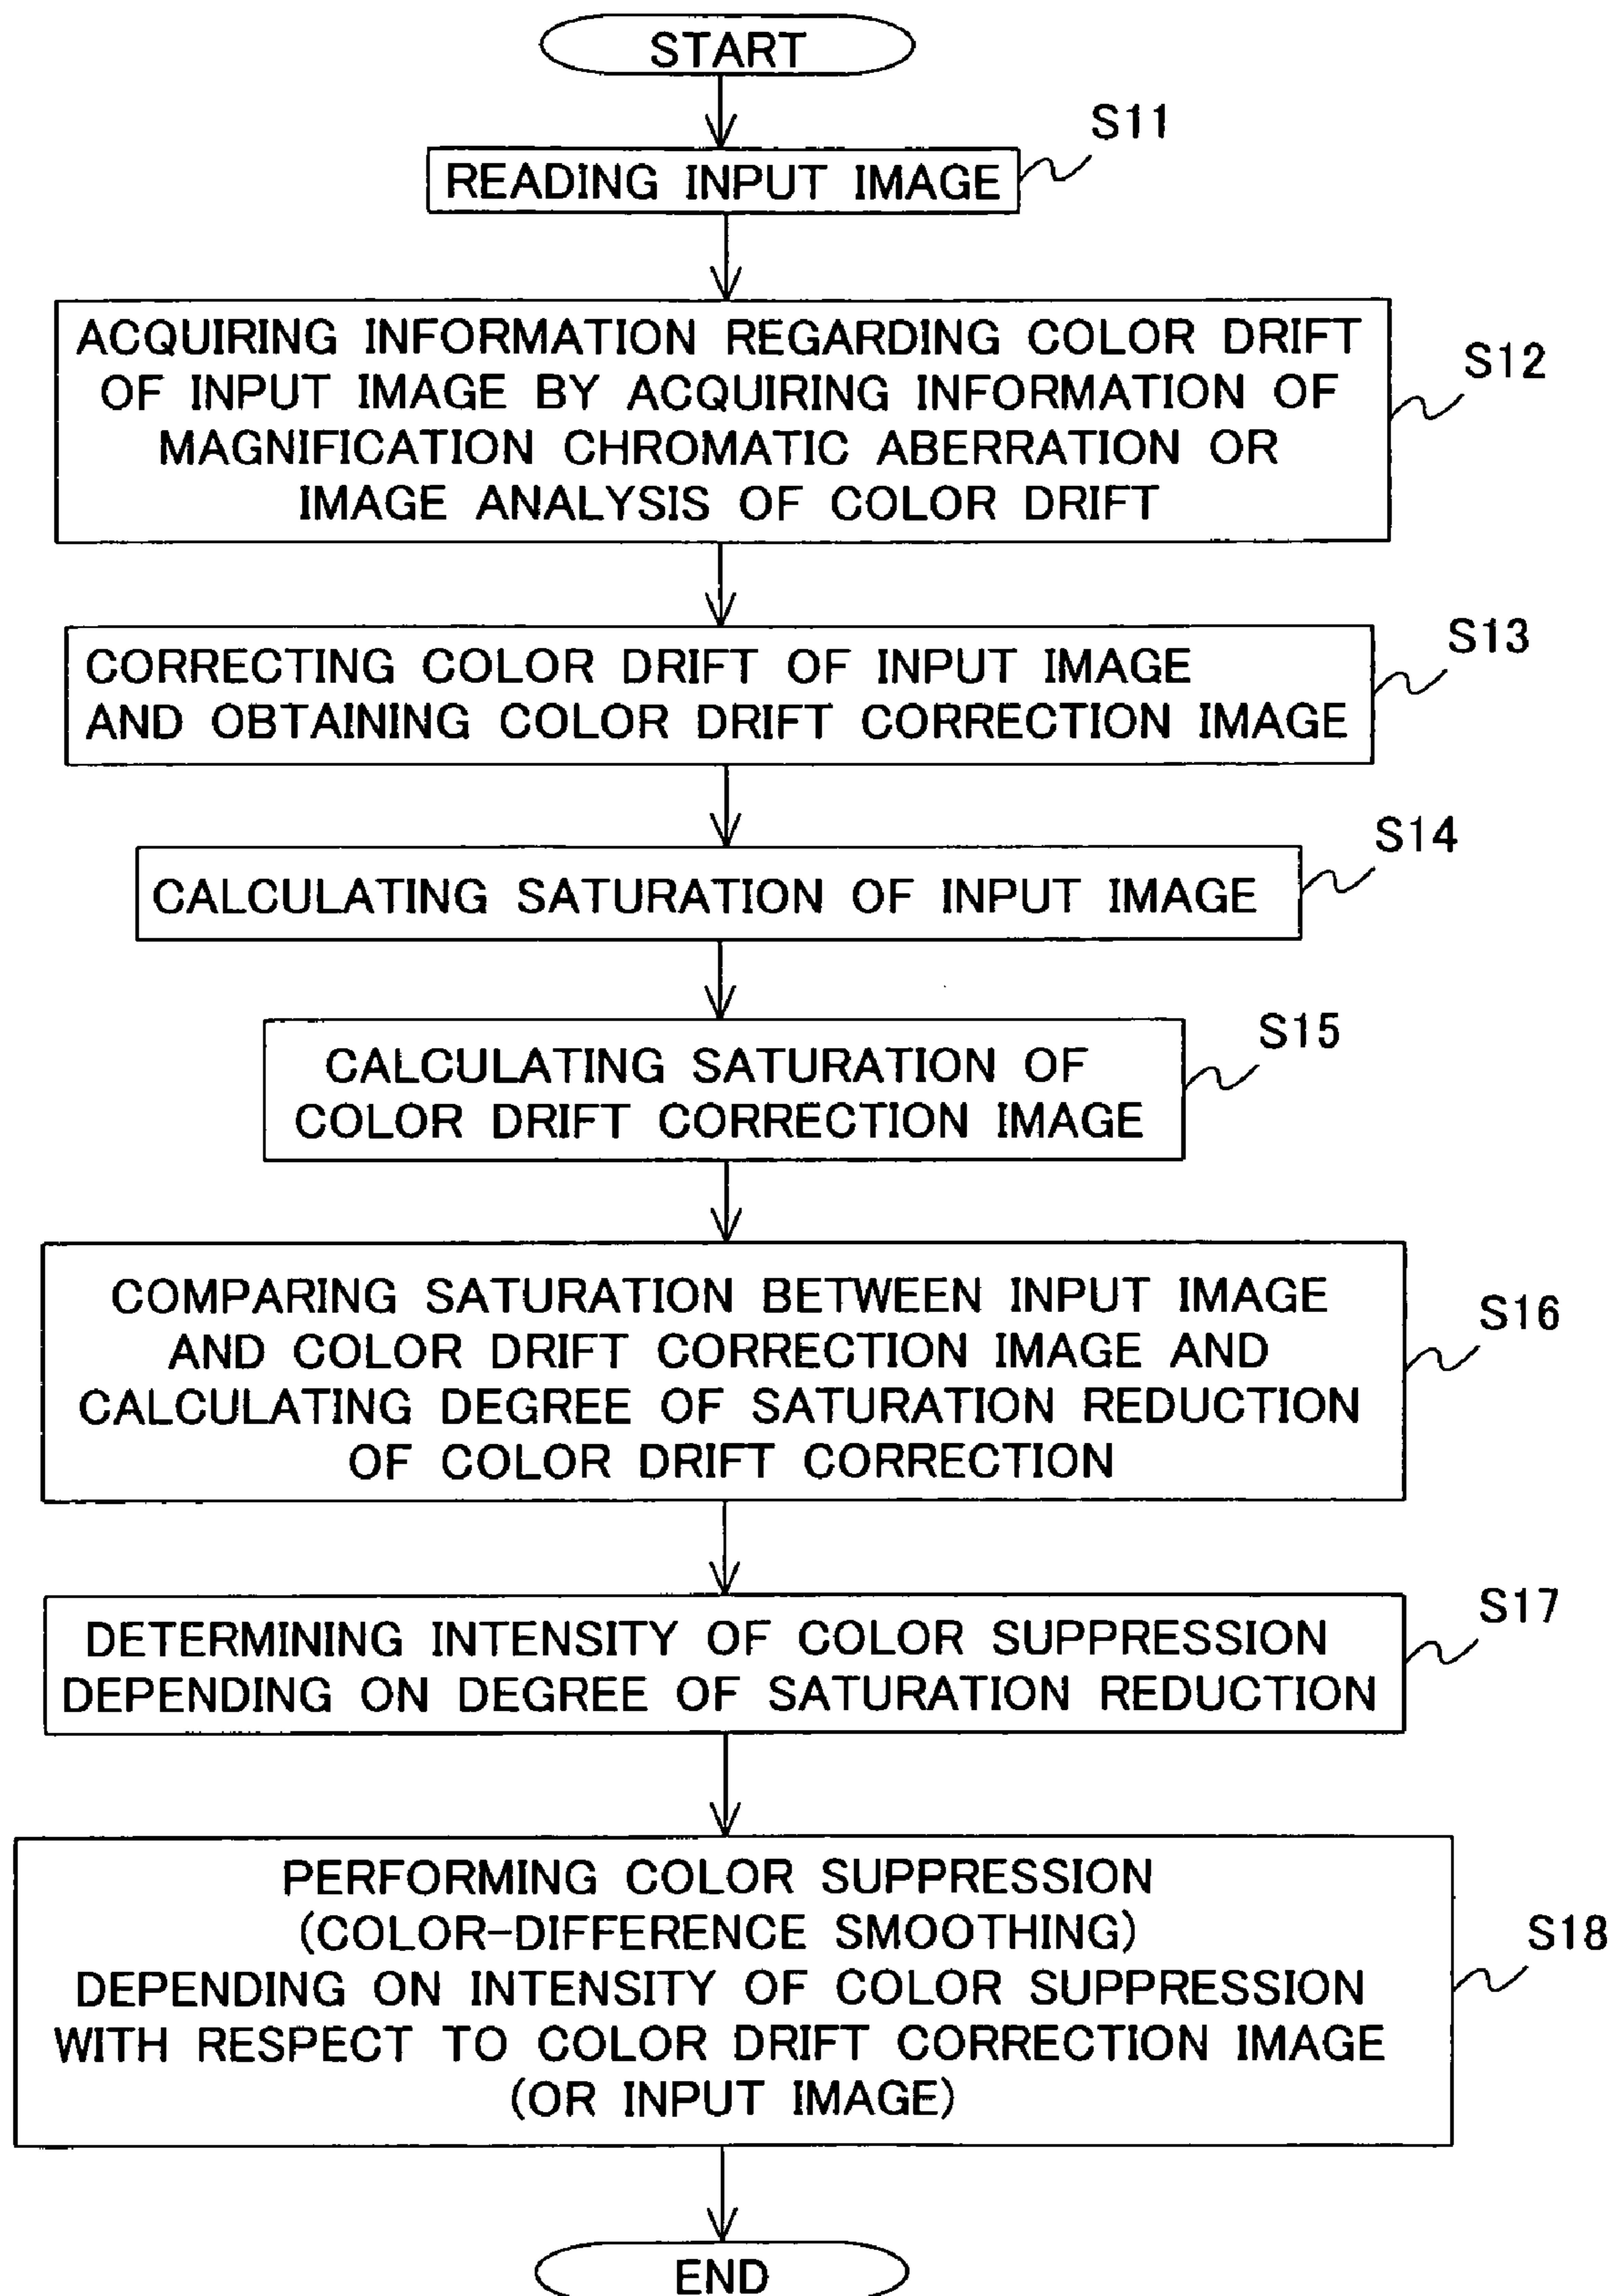 START
S11
READING INPUT IMAGE
S12
ACQUIRING INFORMATION REGARDING COLOR DRIFT
OF INPUT IMAGE BY ACQUIRING INFORMATION OF
MAGNIFICATION CHROMATIC ABERRATION OR
IMAGE ANALYSIS OF COLOR DRIFT
S13
CORRECTING COLOR DRIFT OF INPUT IMAGE
AND OBTAINING COLOR DRIFT CORRECTION IMAGE
S14
CALCULATING SATURATION OF INPUT IMAGE
S15
CALCULATING SATURATION OF
COLOR DRIFT CORRECTION IMAGE
S16
COMPARING SATURATION BETWEEN INPUT IMAGE
AND COLOR DRIFT CORRECTION IMAGE AND
CALCULATING DEGREE OF SATURATION REDUCTION
OF COLOR DRIFT CORRECTION
S17
DETERMINING INTENSITY OF COLOR SUPPRESSION
DEPENDING ON DEGREE OF SATURATION REDUCTION
S18
PERFORMING COLOR SUPPRESSION
(COLOR-DIFFERENCE SMOOTHING)
DEPENDING ON INTENSITY OF COLOR SUPPRESSION
WITH RESPECT TO COLOR DRIFT CORRECTION IMAGE
(OR INPUT IMAGE)
END